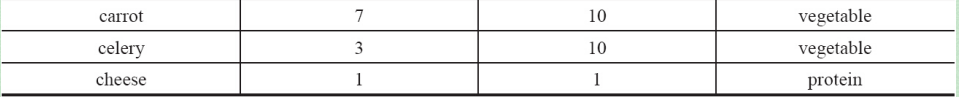 carrot 7 10 vegetable
celery 3 10 vegetable
cheese 1 1 protein